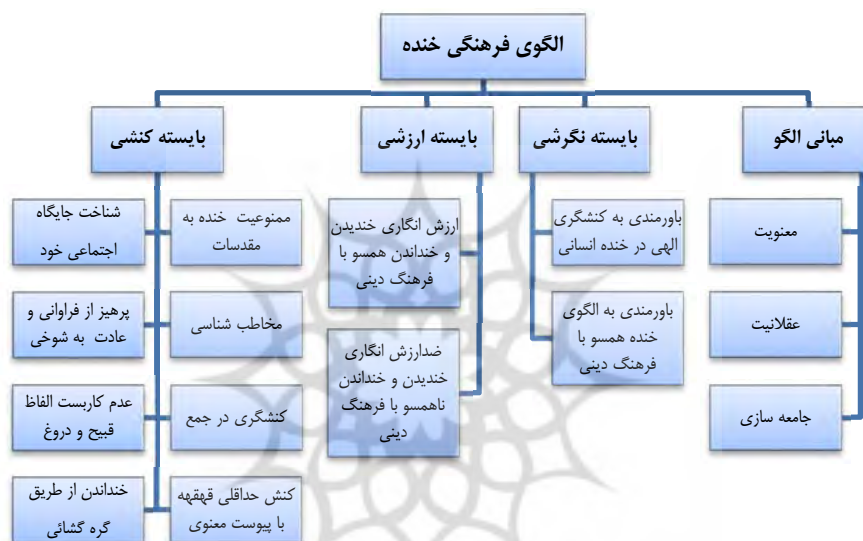 الگوی فرهنگی خنده
مبانی الگو
معنویت
عقلانیت
جامعه سازی
بایسته نگرشی
باورمندی به کنشگری
الهی در خنده انسانی
باورمندی به الگوی
خنده همسو با
فرهنگ دینی
بایسته ارزشی
ارزش انگاری خندیدن
و خنداندن همسو با
فرهنگ دینی
ضدارزش انگاری
خندیدن و خنداندن
ناهمسو با فرهنگ
دینی
بایسته کنشی
ممنوعیت خنده به
مقدسات
مخاطب شناسی
کنشگری در جمع
کنش حداقلی قهقهه
با پیوست معنوی
شناخت جایگاه
اجتماعی خود
پرهیز از فراوانی و
عادت به شوخی
عدم کاربست الفاظ
قبیح و دروغ
خنداندن از طریق
گره گشائی